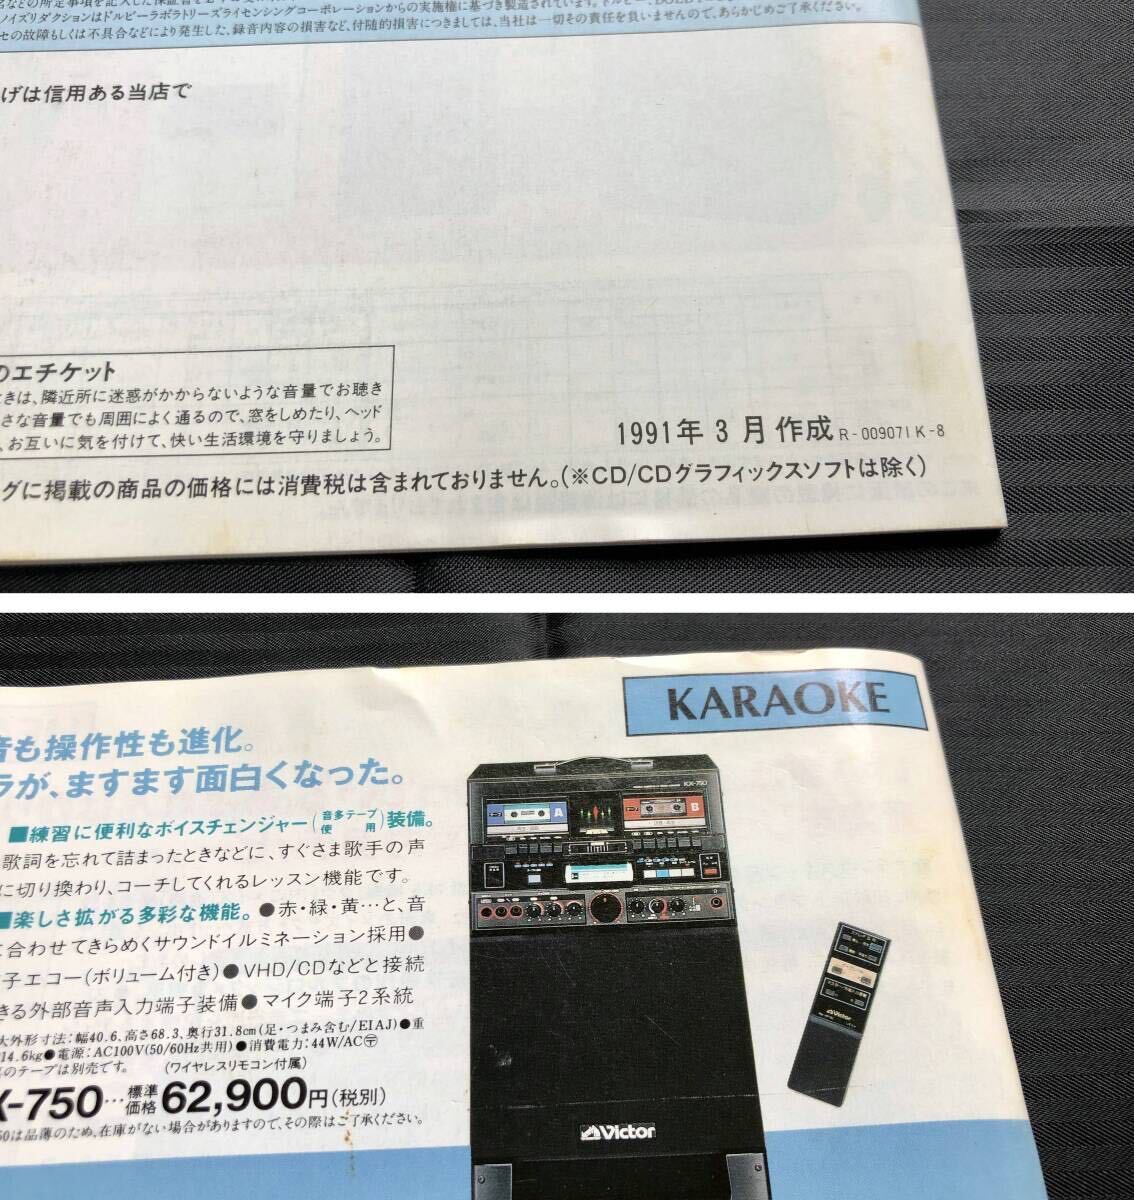 ノイズリダクションはドルビーラボラトリーズライセンシングコーポレーションからの実施権に基づき製造されています。
セの故障もしくは不具合などにより発生した、録音内容の損害など、付随的損害につきましては、当社は一切その責任を負いませんので、あらかじめご了承ください。
げは信用ある当店で
のエチケット
ときは、隣近所に迷惑がかからないような音量でお聴き
さな音量でも周囲によく通るので、窓をしめたり、ヘッド
、お互いに気を付けて、快い生活環境を守りましょう。
1991年 3 月 作成 R-009071K-8
グに掲載の商品の価格には消費税は含まれておりません。(※CD/CDグラフィックスソフトは除く)
KARAOKE
音も操作性も進化。
ラが、ますます面白くなった。
■練習に便利なボイスチェンジャー(音多テープ使用)装備。
歌詞を忘れて詰まったときなどに、すぐさま歌手の声
に切り換わり、コーチしてくれるレッスン機能です。
■楽しさ拡がる多彩な機能。●赤・緑・黄…と、音
に合わせてきらめくサウンドイルミネーション採用●
子エコー(ボリューム付き)●VHD/CDなどと接続
きる外部音声入力端子装備●マイク端子2系統
大外形寸法:幅40.6、高さ68.3、奥行31.8cm(足・つまみ含む/EIAJ)●重
14.6kg●電源:AC100V(50/60Hz共用)●消費電力:44W/AC〒
のテープは別売です。 (ワイヤレスリモコン付属)
X-750…標準価格62,900円(税別)
50は品薄のため、在庫がない場合がありますので、その際はご了承ください。
KX-750
A
B
Victor
Victor